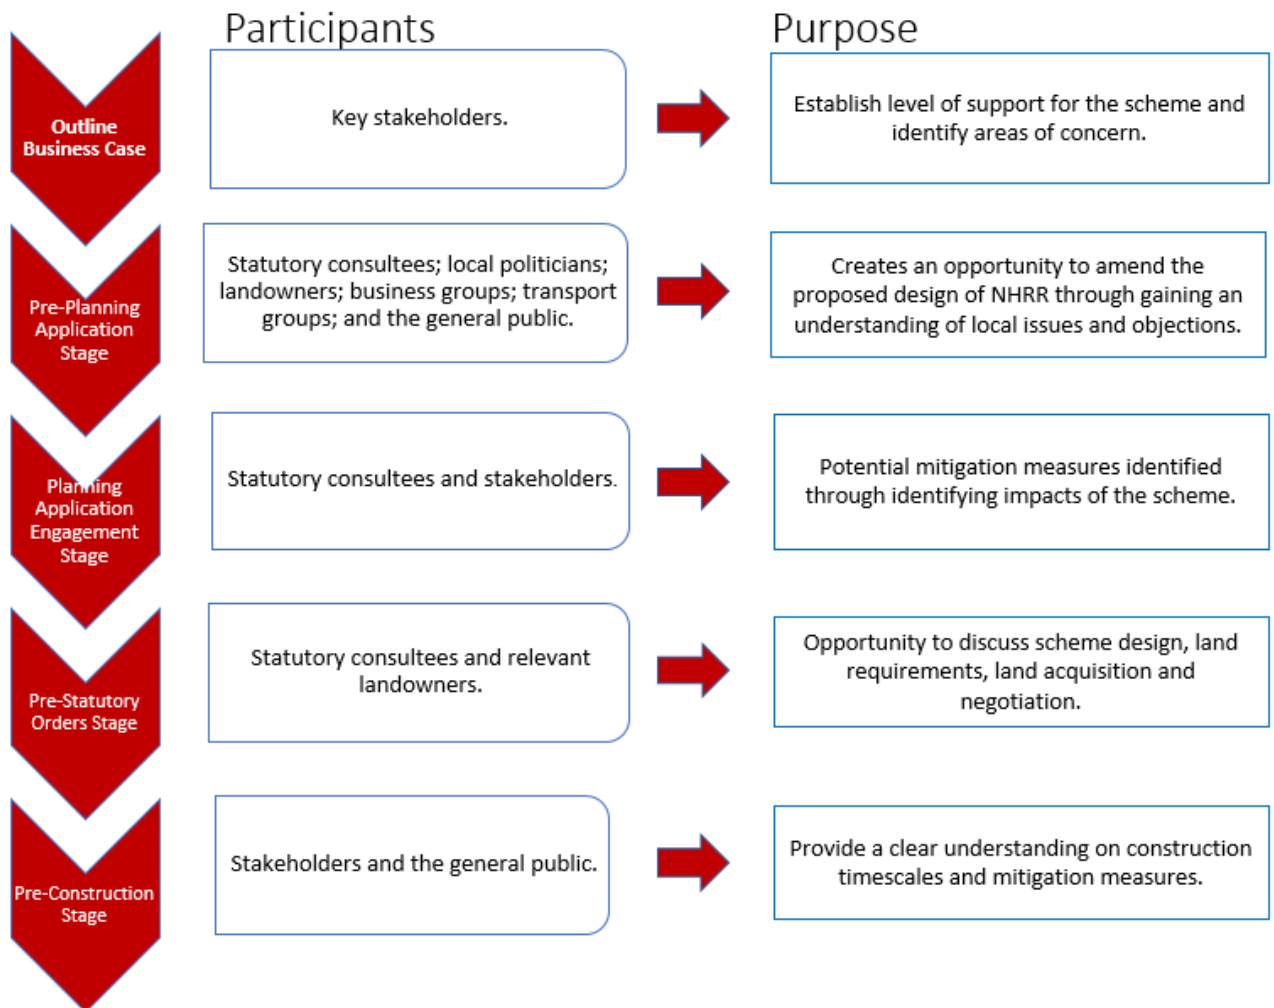 Participants
Purpose
Outline
Business Case
Key stakeholders.
Establish level of support for the scheme and
identify areas of concern.
Pre-Planning
Application
Stage
Statutory consultees; local politicians;
landowners; business groups; transport
groups; and the general public.
Creates an opportunity to amend the
proposed design of NHRR through gaining an
understanding of local issues and objections.
Planning
Application
Engagement
Stage
Statutory consultees and stakeholders.
Potential mitigation measures identified
through identifying impacts of the scheme.
Pre-Statutory
Orders Stage
Statutory consultees and relevant
landowners.
Opportunity to discuss scheme design, land
requirements, land acquisition and
negotiation.
Pre-Construction
Stage
Stakeholders and the general public.
Provide a clear understanding on construction
timescales and mitigation measures.